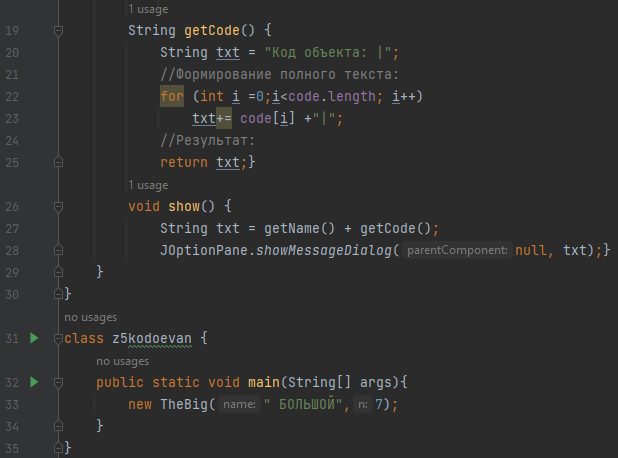 1 usage
19 String getCode() {
20 String txt = "Код объекта: |";
21 //Формирование полного текста:
22 for (int i =0;i<code.length; i++)
23 txt+= code[i] +"|";
24 //Результат:
25 return txt;}
1 usage
26 void show() {
27 String txt = getName() + getCode();
28 JOptionPane.showMessageDialog( parentComponent: null, txt);}
29 }
30 }
no usages
31 class z5kodoevan {
no usages
32 public static void main(String[] args){
33 new TheBig( name: " БОЛЬШОЙ", n: 7);
34 }
35 }